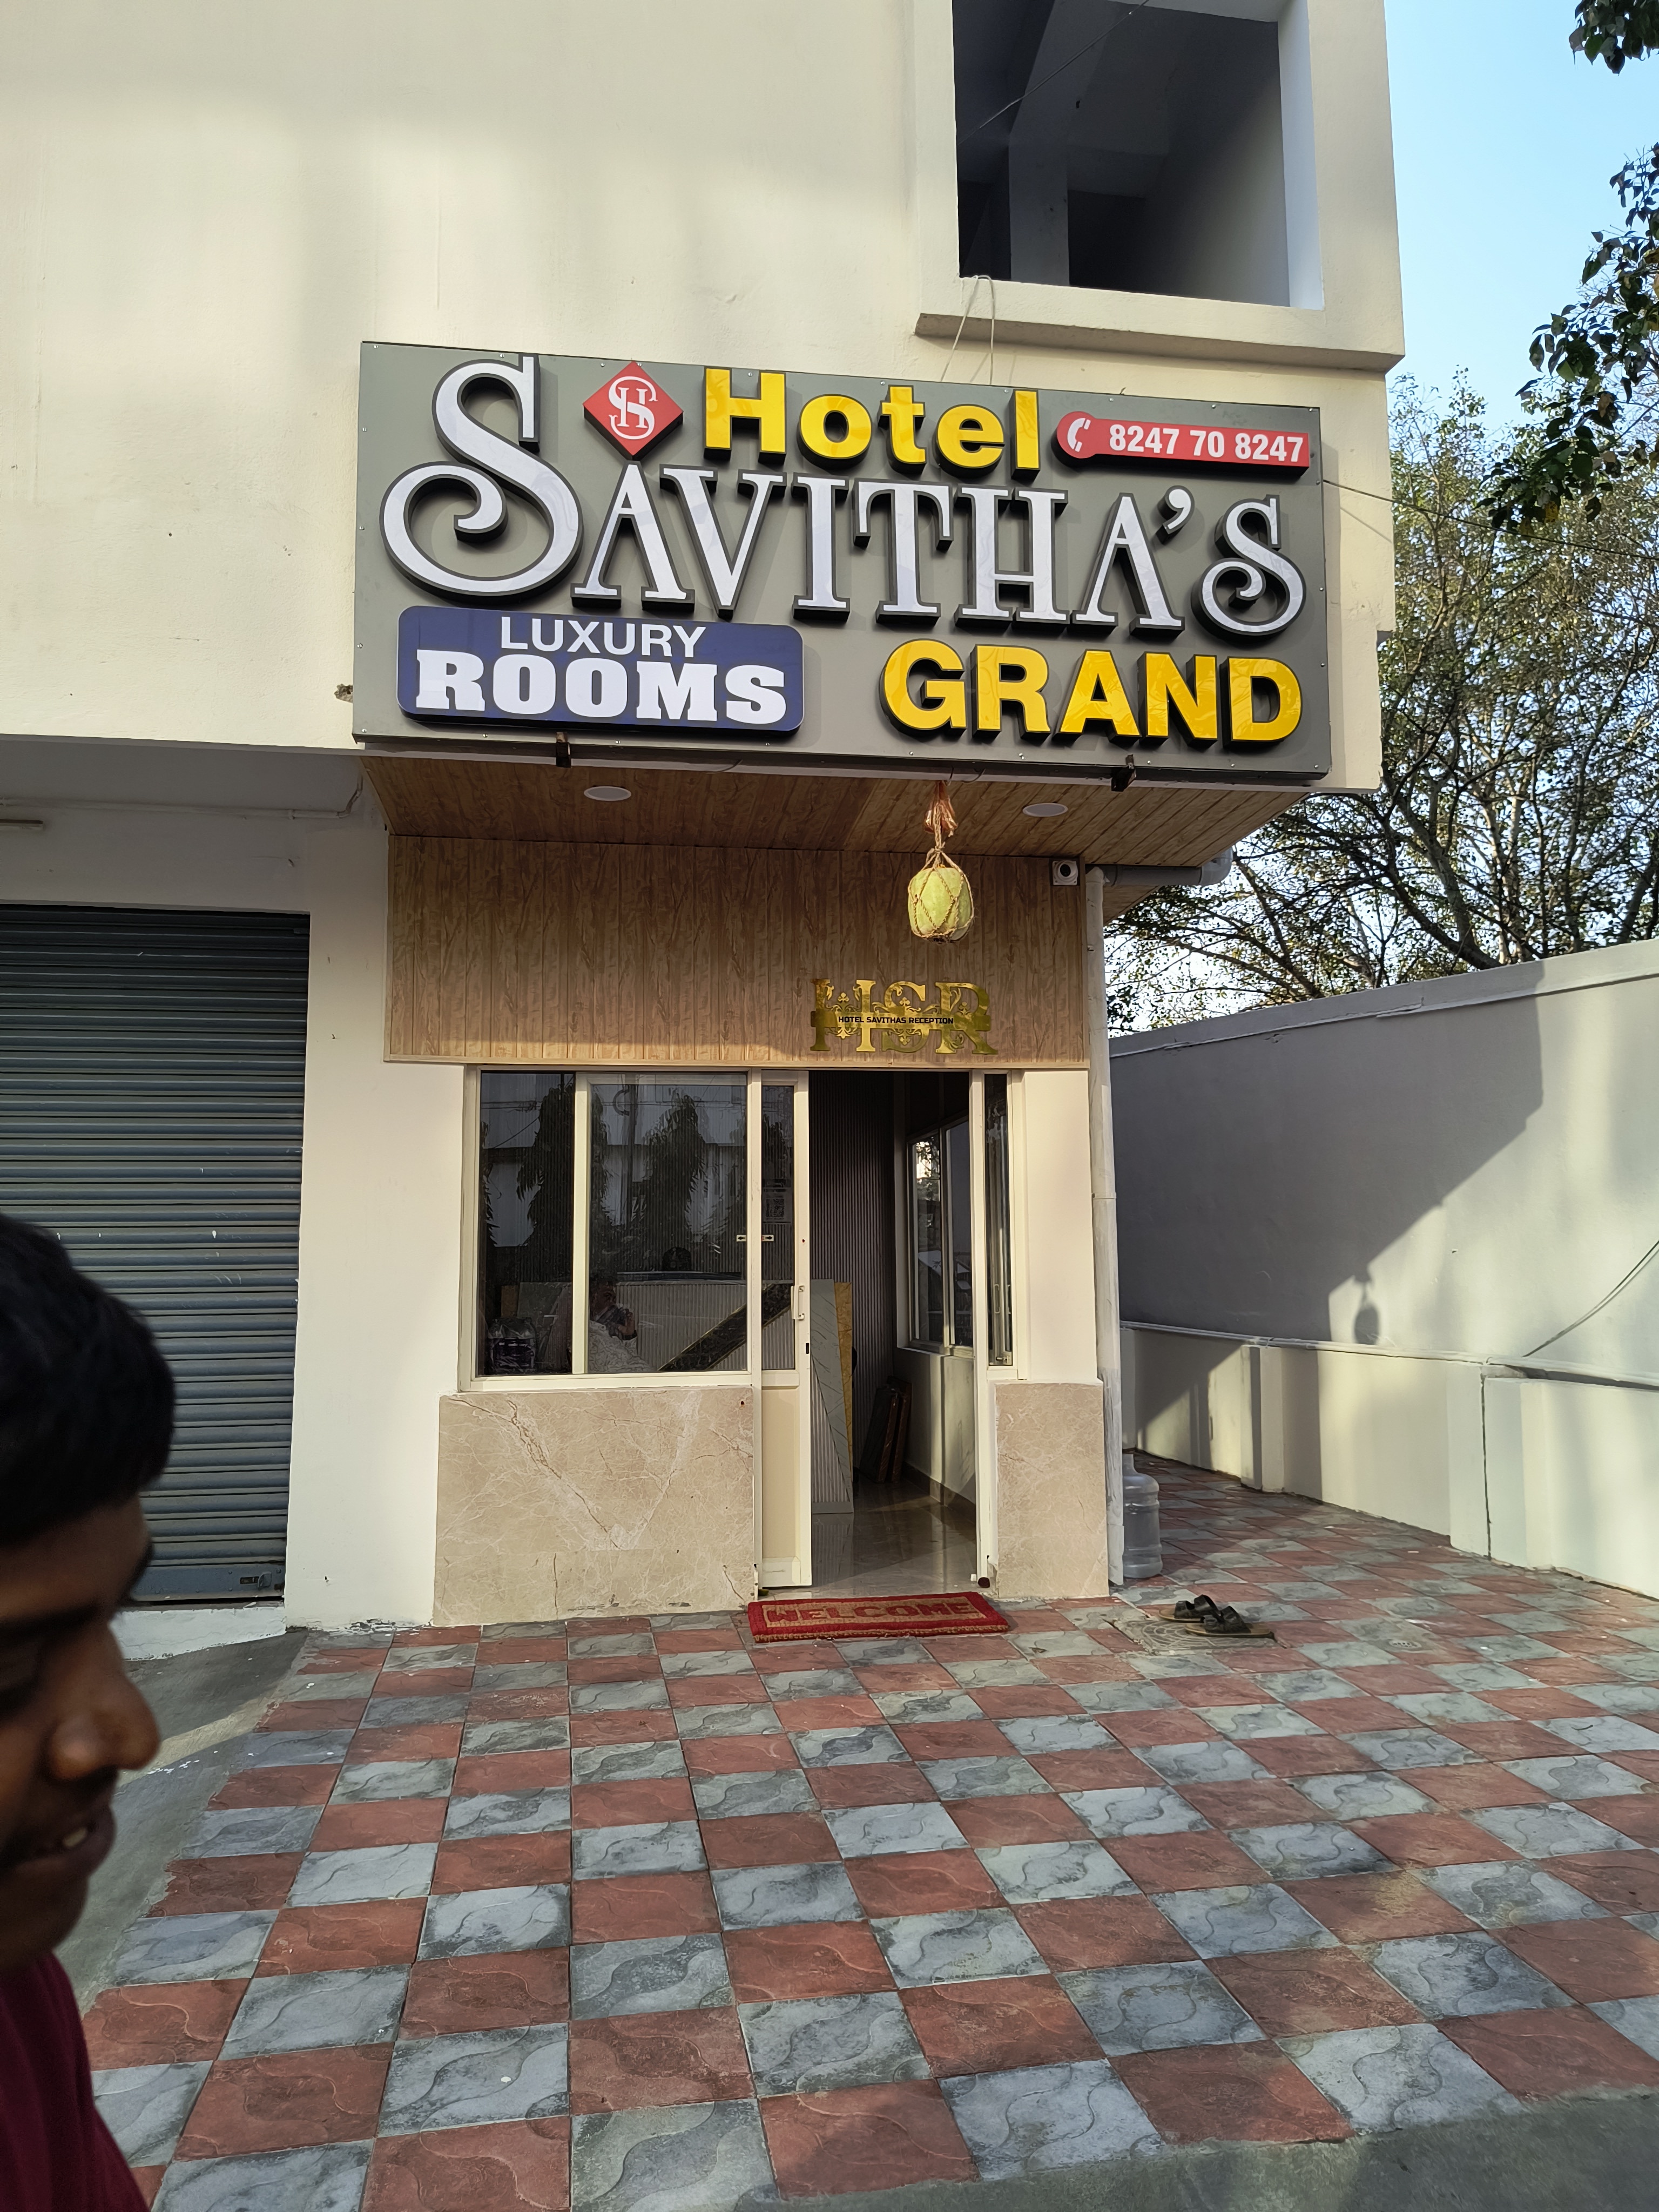 Hotel
8247 70 8247
SH
SAVITHA'S
LUXURY
ROOMS
GRAND
HSR
HOTEL SAVITHAS RECEPTION
WELCOME